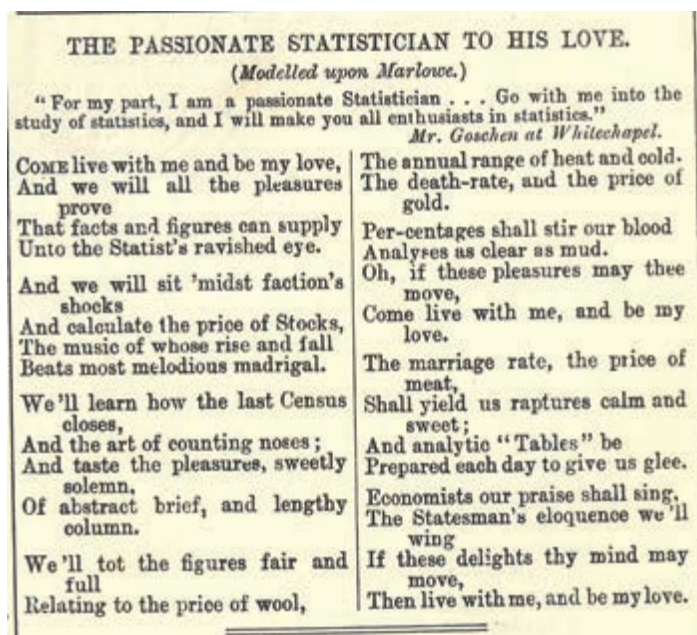 THE PASSIONATE STATISTICIAN TO HIS LOVE.
(Modelled upon Marlowe.)
"For my part, I am a passionate Statistician . . . Go with me into the
study of statistics, and I will make you all enthusiasts in statistics."
Mr. Goschen at Whitechapel.
COME live with me and be my love,
And we will all the pleasures
prove
That facts and figures can supply
Unto the Statist's ravished eye.
And we will sit 'midst faction's
shocks
And calculate the price of Stocks,
The music of whose rise and fall
Beats most melodious madrigal.
We'll learn how the last Census
closes,
And the art of counting noses;
And taste the pleasures, sweetly
solemn,
Of abstract brief, and lengthy
column.
We'll tot the figures fair and
full
Relating to the price of wool,
The annual range of heat and cold.
The death-rate, and the price of
gold.
Per-centages shall stir our blood
Analyses as clear as mud.
Oh, if these pleasures may thee
move,
Come live with me, and be my
love.
The marriage rate, the price of
meat,
Shall yield us raptures calm and
sweet;
And analytic "Tables" be
Prepared each day to give us glee.
Economists our praise shall sing,
The Statesman's eloquence we'll
wing
If these delights thy mind may
move,
Then live with me, and be my love.